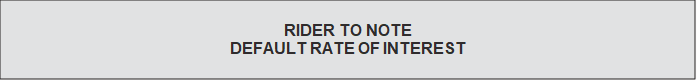 RIDER TO NOTE
DEFAULT RATE OF INTEREST